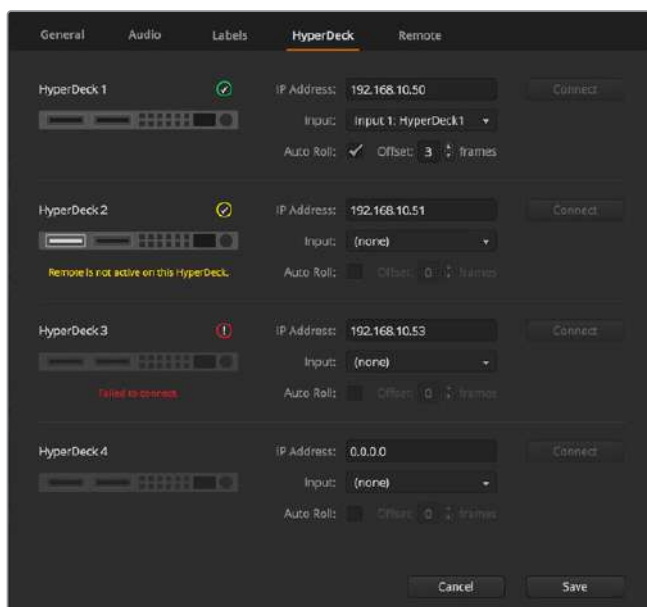 General Audio Labels HyperDeck Remote
HyperDeck 1
IP Address: 192.168.10.50 Connect
Input: Input 1: HyperDeck1
Auto Roll: Offset: 3 frames
HyperDeck 2
IP Address: 192.168.10.51 Connect
Input: (none)
Remote is not active on this HyperDeck.
Auto Roll: Offset: 0 frames
HyperDeck 3
IP Address: 192.168.10.53 Connect
Input: (none)
Failed to connect.
Auto Roll: Offset: 0 frames
HyperDeck 4
IP Address: 0.0.0.0 Connect
Input: (none)
Auto Roll: Offset: 0 frames
Cancel Save